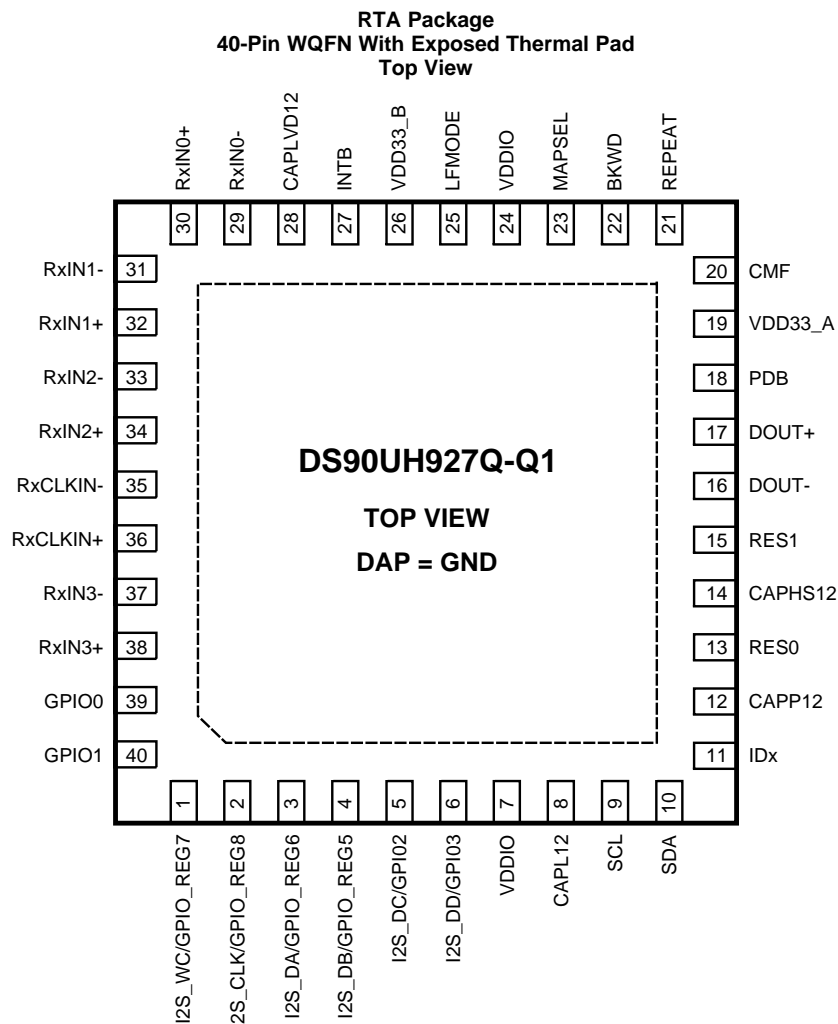 RTA Package
40-Pin WQFN With Exposed Thermal Pad
Top View
RxIN0+
RxIN0-
CAPLVD12
INTB
VDD33_B
LFMODE
VDDIO
MAPSEL
BKWD
REPEAT
30
29
28
27
26
25
24
23
22
21
RxIN1- 31
RxIN1+ 32
RxIN2- 33
RxIN2+ 34
RxCLKIN- 35
RxCLKIN+ 36
RxIN3- 37
RxIN3+ 38
GPIO0 39
GPIO1 40
DS90UH927Q-Q1
TOP VIEW
DAP = GND
20 CMF
19 VDD33_A
18 PDB
17 DOUT+
16 DOUT-
15 RES1
14 CAPHS12
13 RES0
12 CAPP12
11 IDx
1
2
3
4
5
6
7
8
9
10
I2S_WC/GPIO_REG7
2S_CLK/GPIO_REG8
I2S_DA/GPIO_REG6
I2S_DB/GPIO_REG5
I2S_DC/GPI02
I2S_DD/GPI03
VDDIO
CAPL12
SCL
SDA